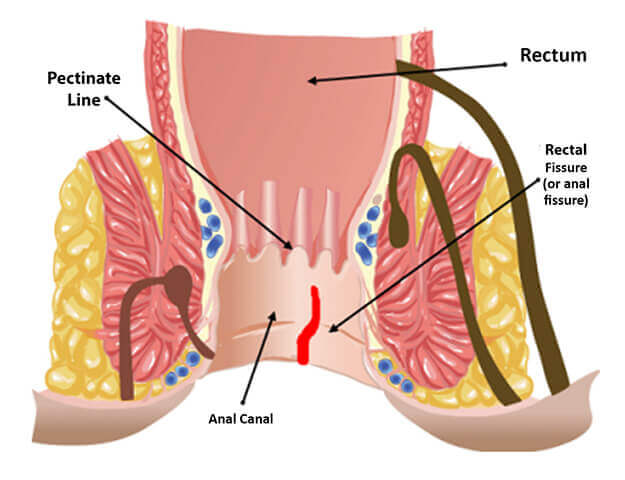 Rectum
Pectinate
Line
Rectal
Fissure
(or anal
fissure)
Anal Canal